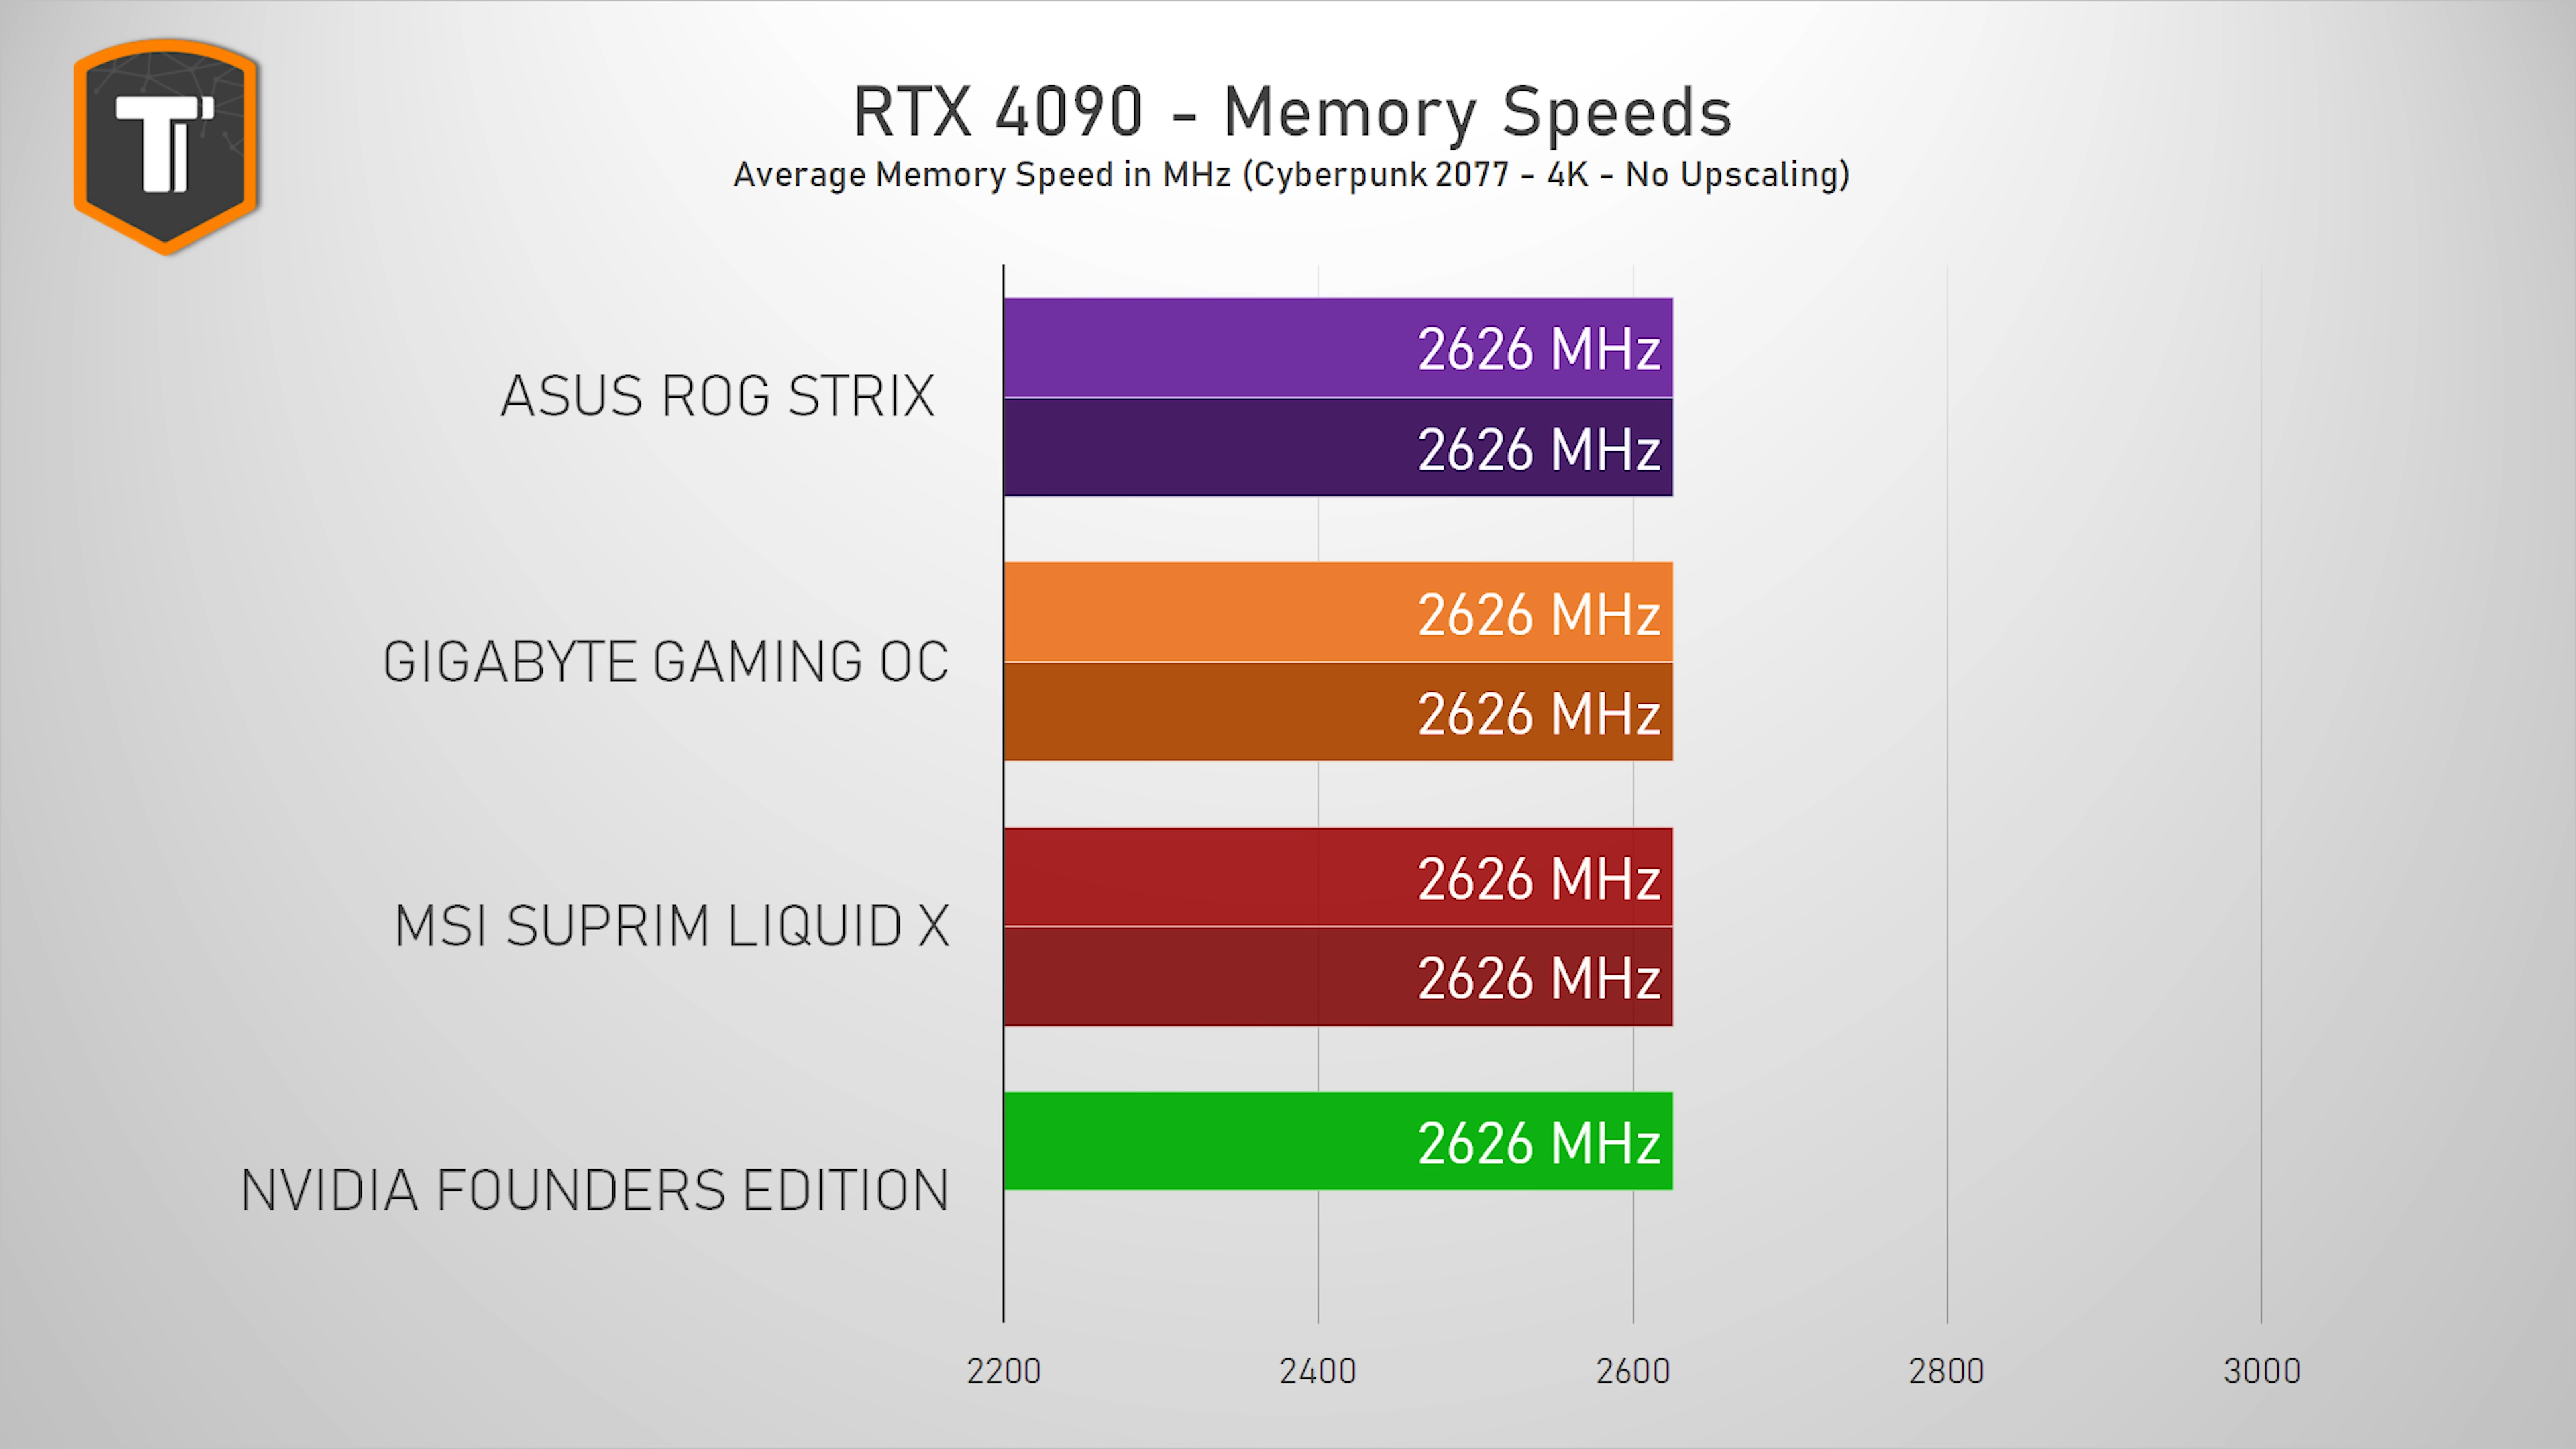 RTX 4090 - Memory Speeds
Average Memory Speed in MHz (Cyberpunk 2077 - 4K - No Upscaling)
ASUS ROG STRIX
2626 MHz
2626 MHz
GIGABYTE GAMING OC
2626 MHz
2626 MHz
MSI SUPRIM LIQUID X
2626 MHz
2626 MHz
NVIDIA FOUNDERS EDITION
2626 MHz
2200 2400 2600 2800 3000